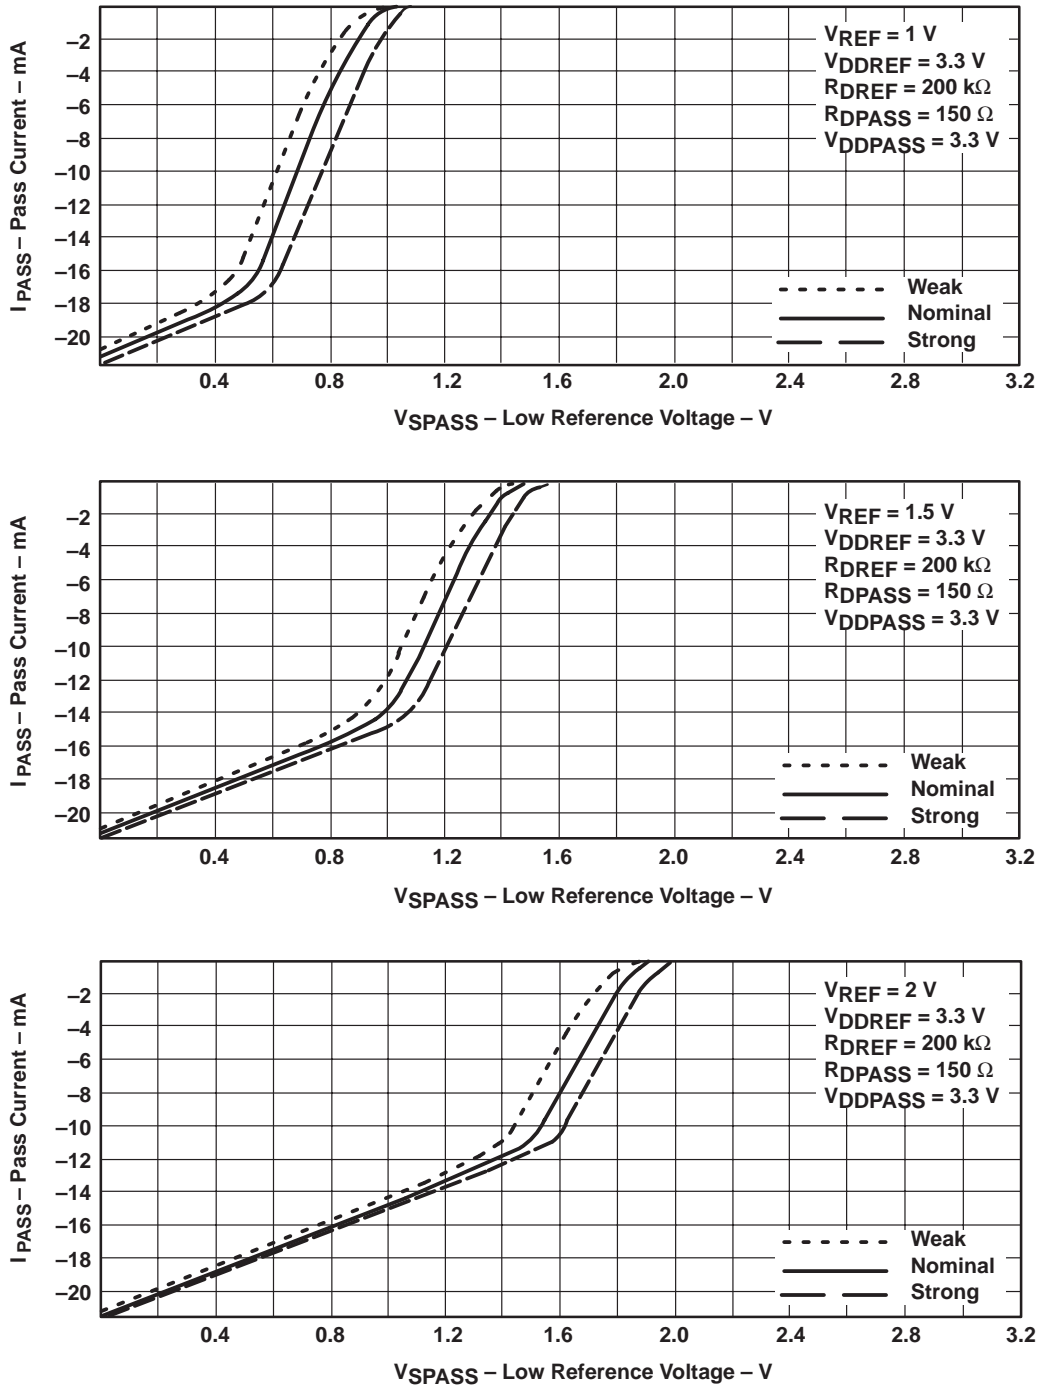 I PASS – Pass Current – mA
–2
–4
–6
–8
–10
–12
–14
–16
–18
–20
VREF = 1 V
VDDREF = 3.3 V
RDREF = 200 kΩ
RDPASS = 150 Ω
VDDPASS = 3.3 V
Weak
Nominal
Strong
0.4 0.8 1.2 1.6 2.0 2.4 2.8 3.2
VSPASS – Low Reference Voltage – V
I PASS – Pass Current – mA
–2
–4
–6
–8
–10
–12
–14
–16
–18
–20
VREF = 1.5 V
VDDREF = 3.3 V
RDREF = 200 kΩ
RDPASS = 150 Ω
VDDPASS = 3.3 V
Weak
Nominal
Strong
0.4 0.8 1.2 1.6 2.0 2.4 2.8 3.2
VSPASS – Low Reference Voltage – V
I PASS – Pass Current – mA
–2
–4
–6
–8
–10
–12
–14
–16
–18
–20
VREF = 2 V
VDDREF = 3.3 V
RDREF = 200 kΩ
RDPASS = 150 Ω
VDDPASS = 3.3 V
Weak
Nominal
Strong
0.4 0.8 1.2 1.6 2.0 2.4 2.8 3.2
VSPASS – Low Reference Voltage – V